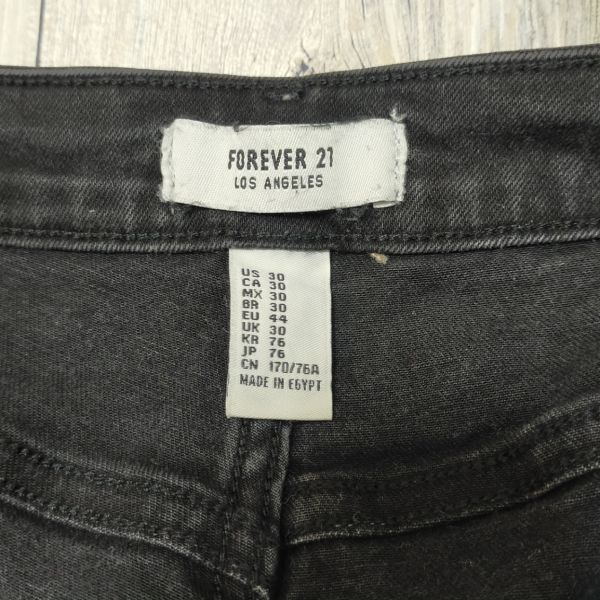 FOREVER 21
LOS ANGELES
US 30
CA 30
MX 30
BR 30
EU 44
UK 30
KR 76
JP 76
CN 170/76A
MADE IN EGYPT